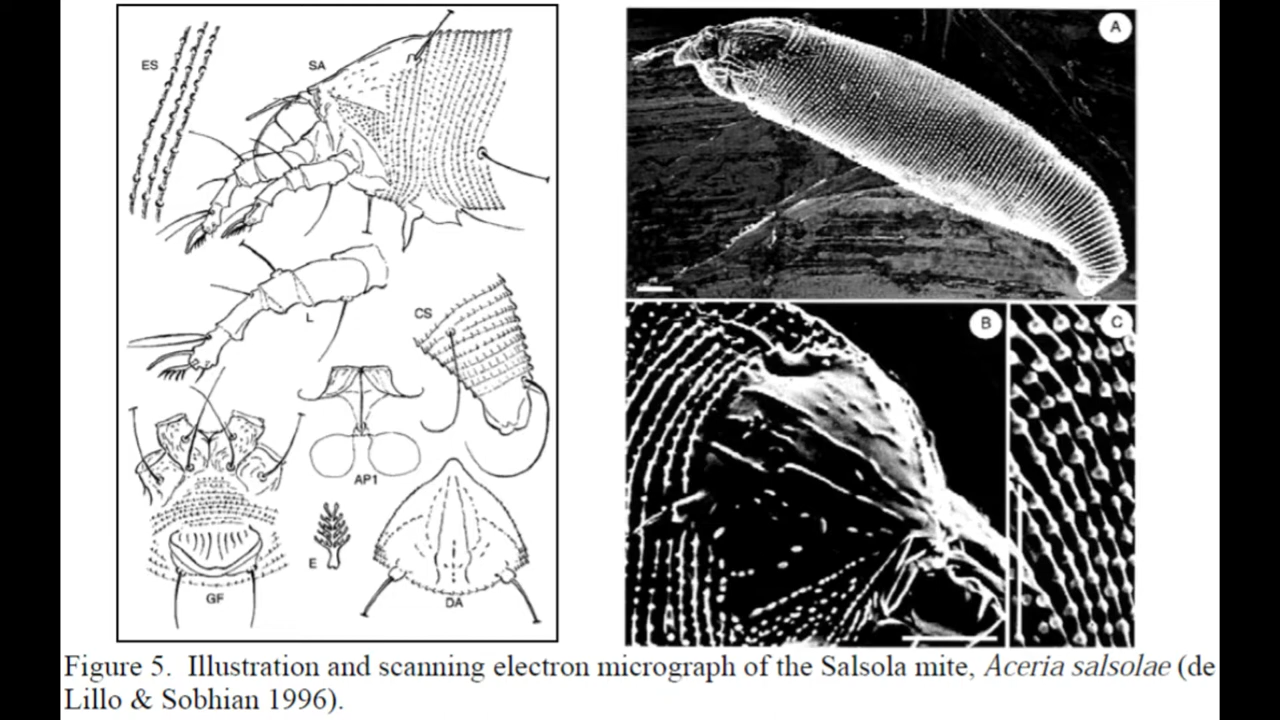 ES
SA
L
CS
AP1
GF
E
DA
A
B
C
Figure 5. Illustration and scanning electron micrograph of the Salsola mite, Aceria salsolae (de
Lillo & Sobhian 1996).